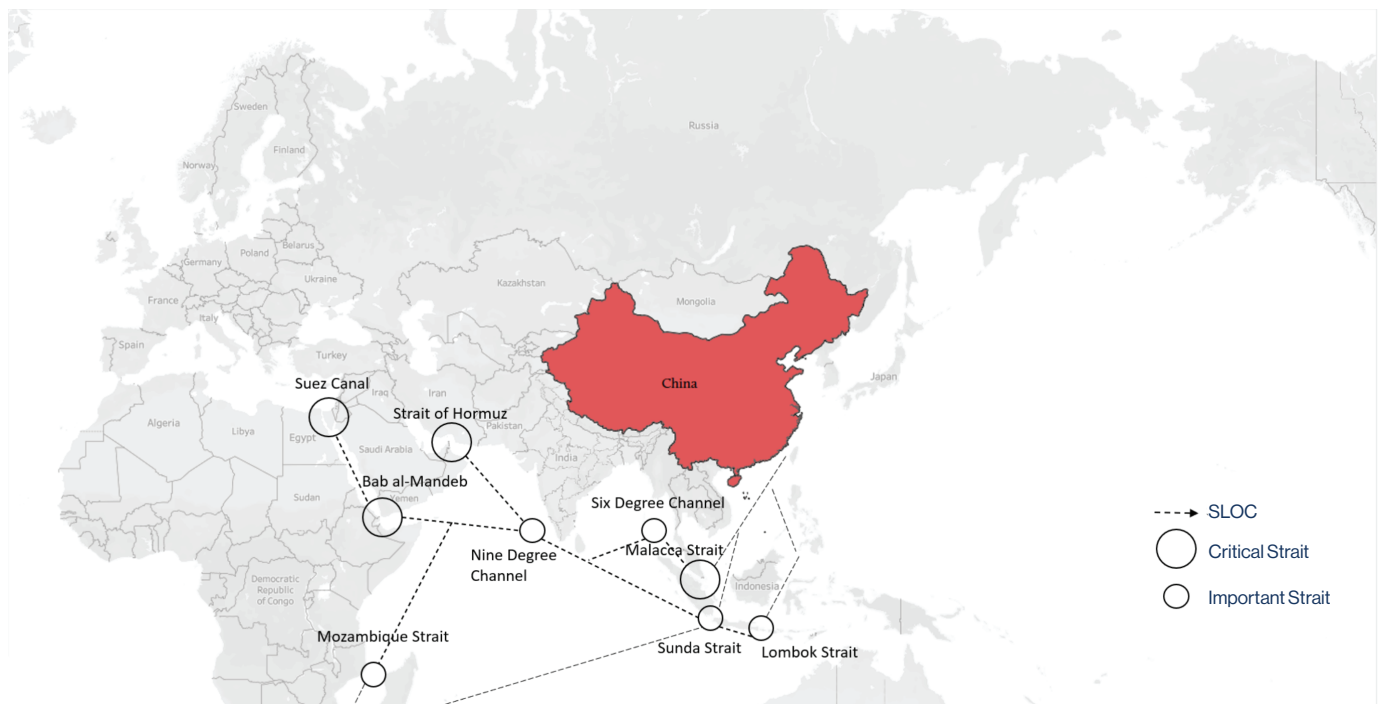 Sweden
Finland
Norway
Russia
Belarus
Poland
Germany
Ukraine
France
Italy
Spain
Kazakhstan
Mongolia
Turkey
China
Japan
Suez Canal
Iraq
Iran
Strait of Hormuz
Pakistan
Algeria
Libya
Egypt
Saudi Arabia
India
Bab al-Mandeb
Sudan
Yemen
Six Degree Channel
Nine Degree
Channel
Malacca Strait
Democratic
Republic
of Congo
Indonesia
Mozambique Strait
Sunda Strait
Lombok Strait
SLOC
Critical Strait
Important Strait